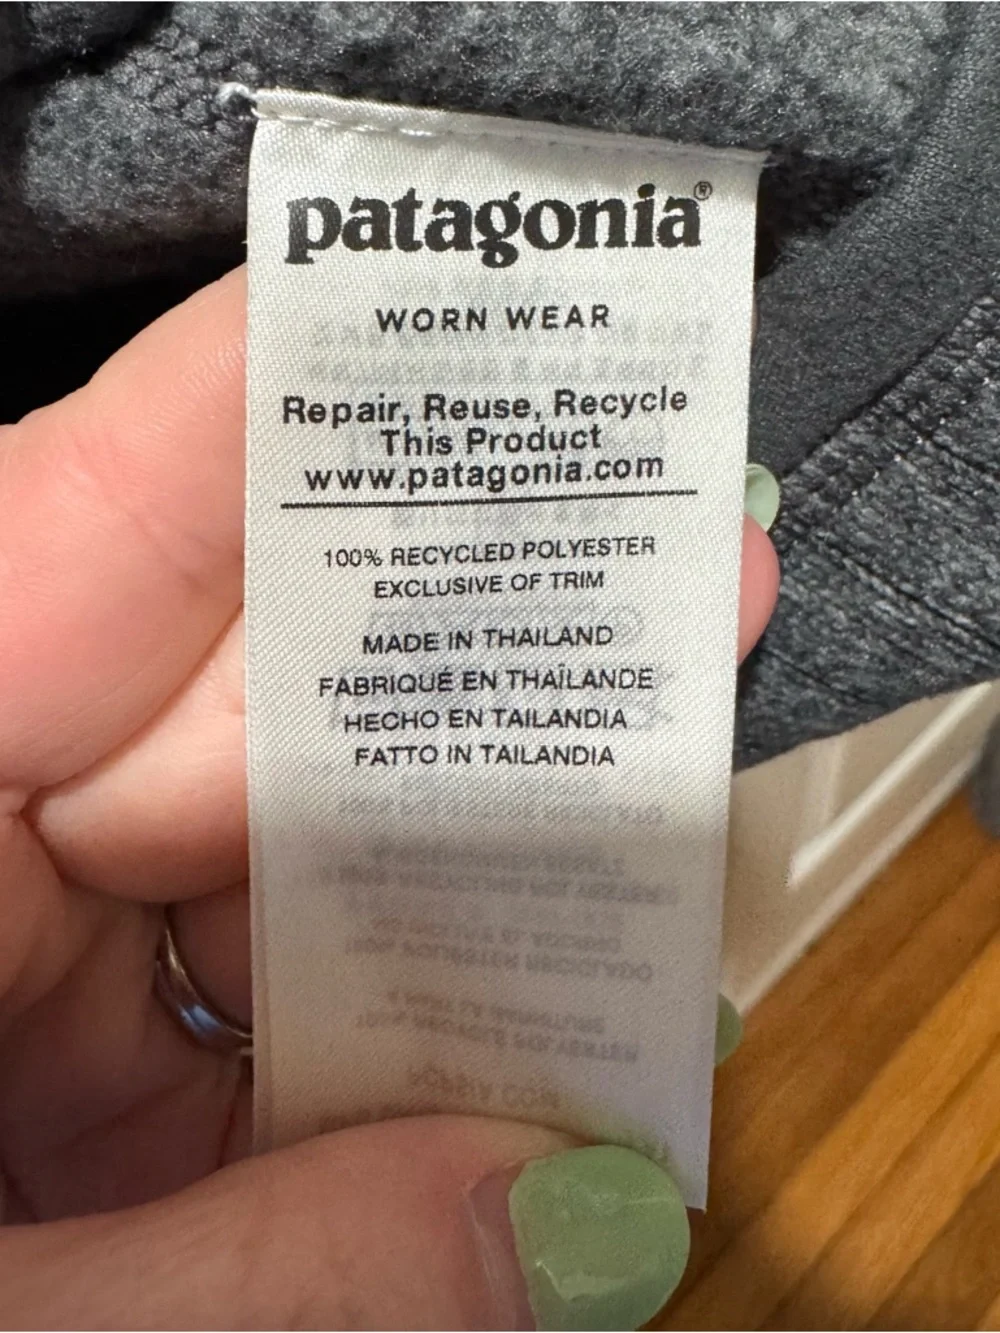 patagonia®
WORN WEAR
Repair, Reuse, Recycle
This Product
www.patagonia.com
100% RECYCLED POLYESTER
EXCLUSIVE OF TRIM
MADE IN THAILAND
FABRIQUÉ EN THAÏLANDE
HECHO EN TAILANDIA
FATTO IN TAILANDIA